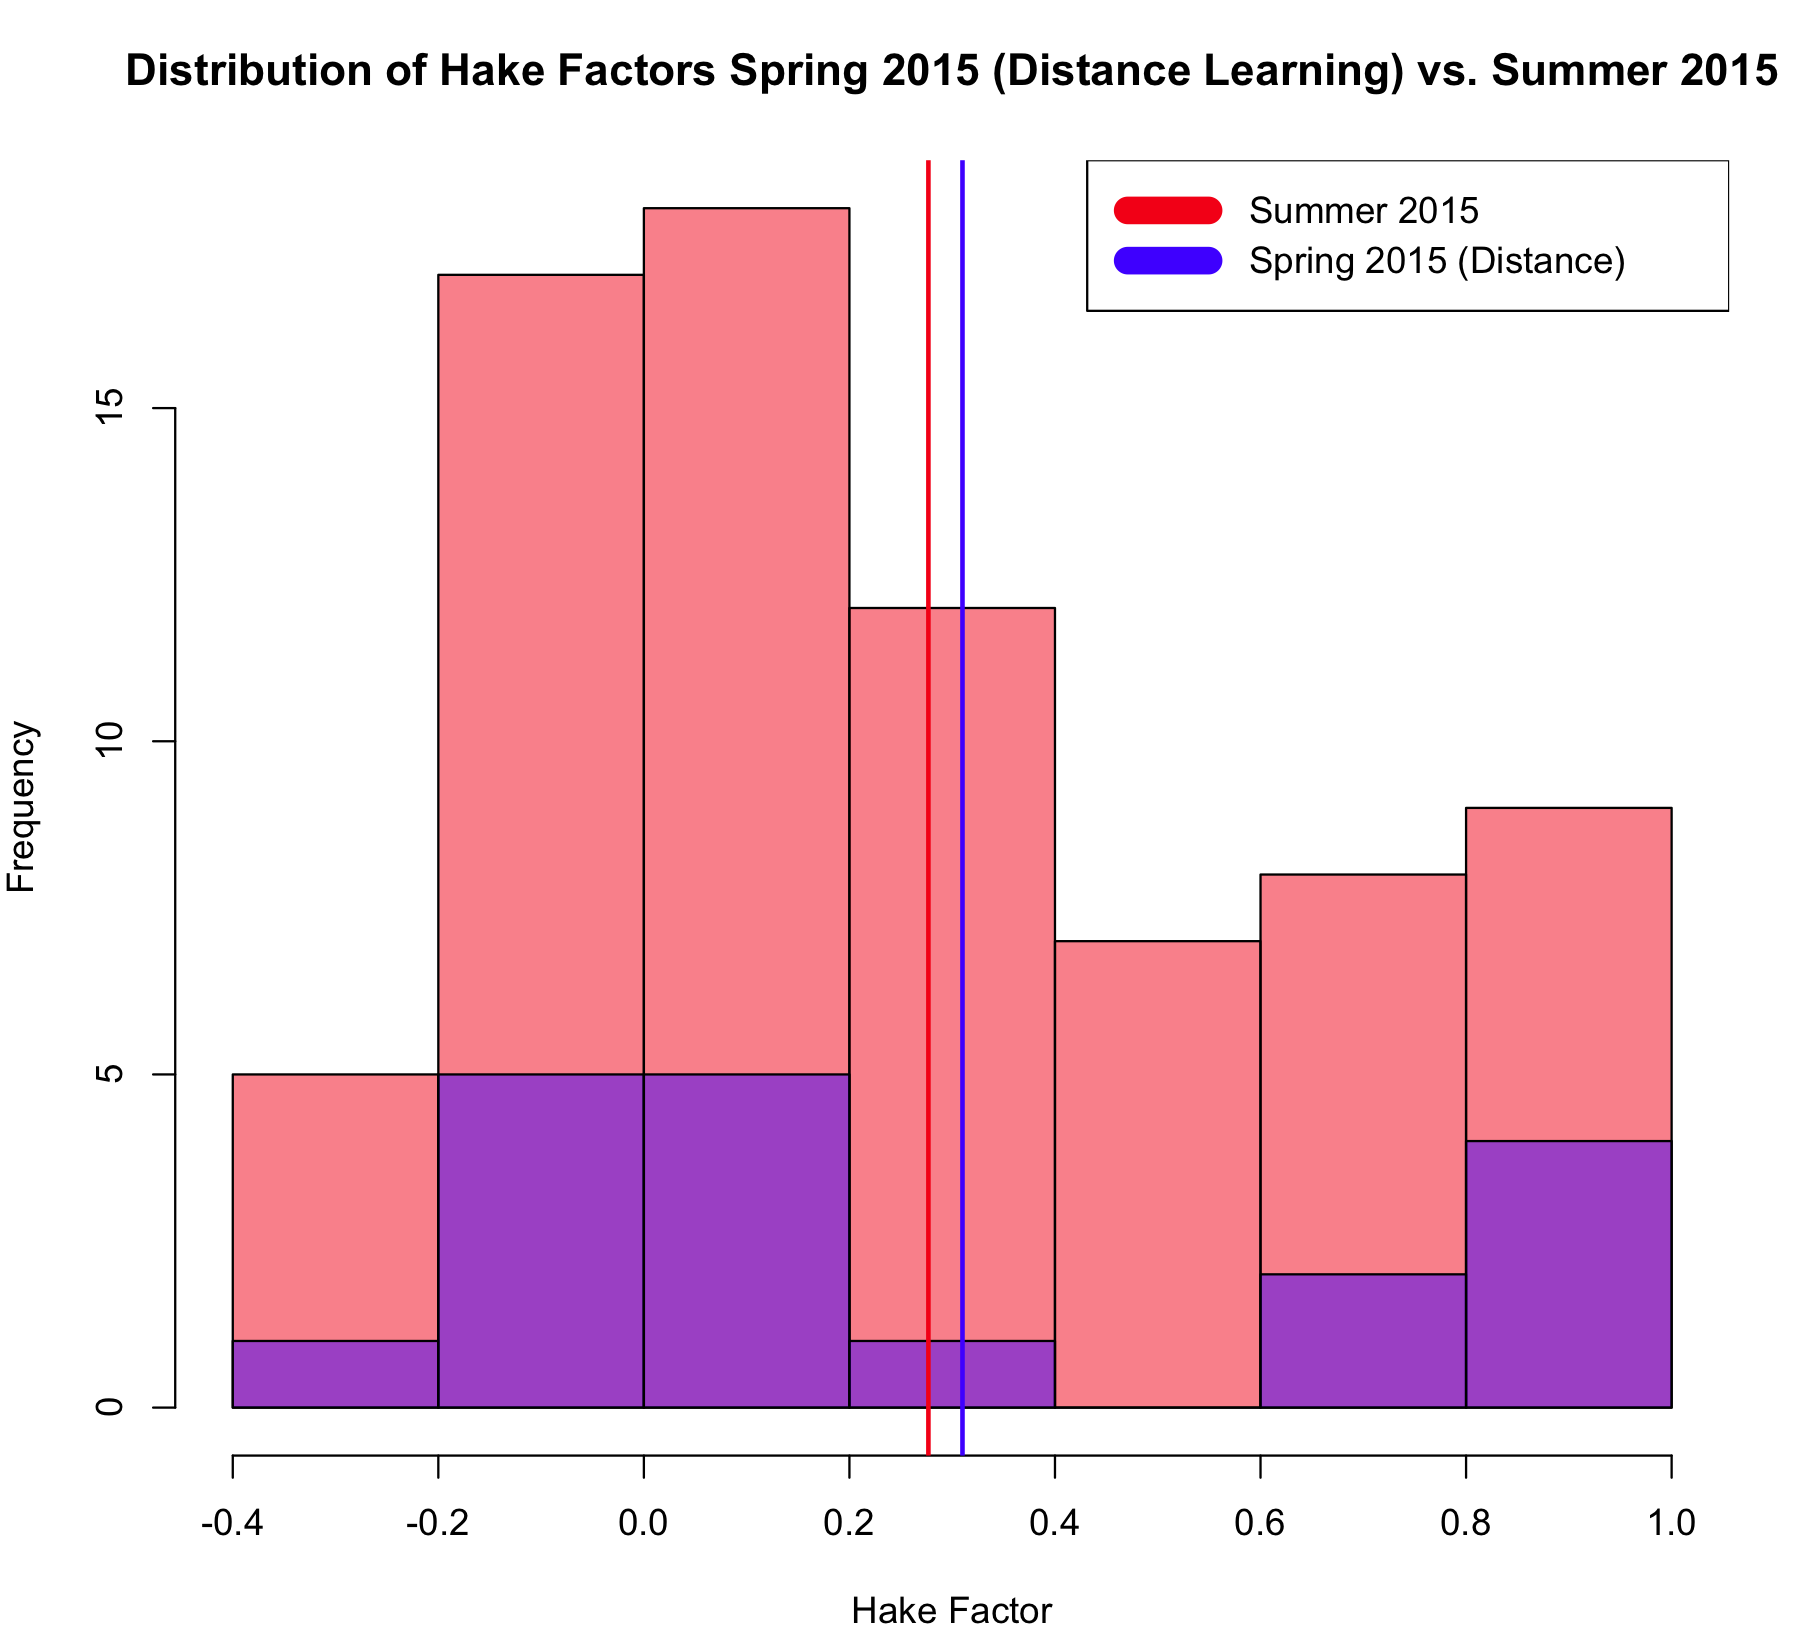 Distribution of Hake Factors Spring 2015 (Distance Learning) vs. Summer 2015
Summer 2015
Spring 2015 (Distance)
15
10
5
0
Frequency
-0.4 -0.2 0.0 0.2 0.4 0.6 0.8 1.0
Hake Factor